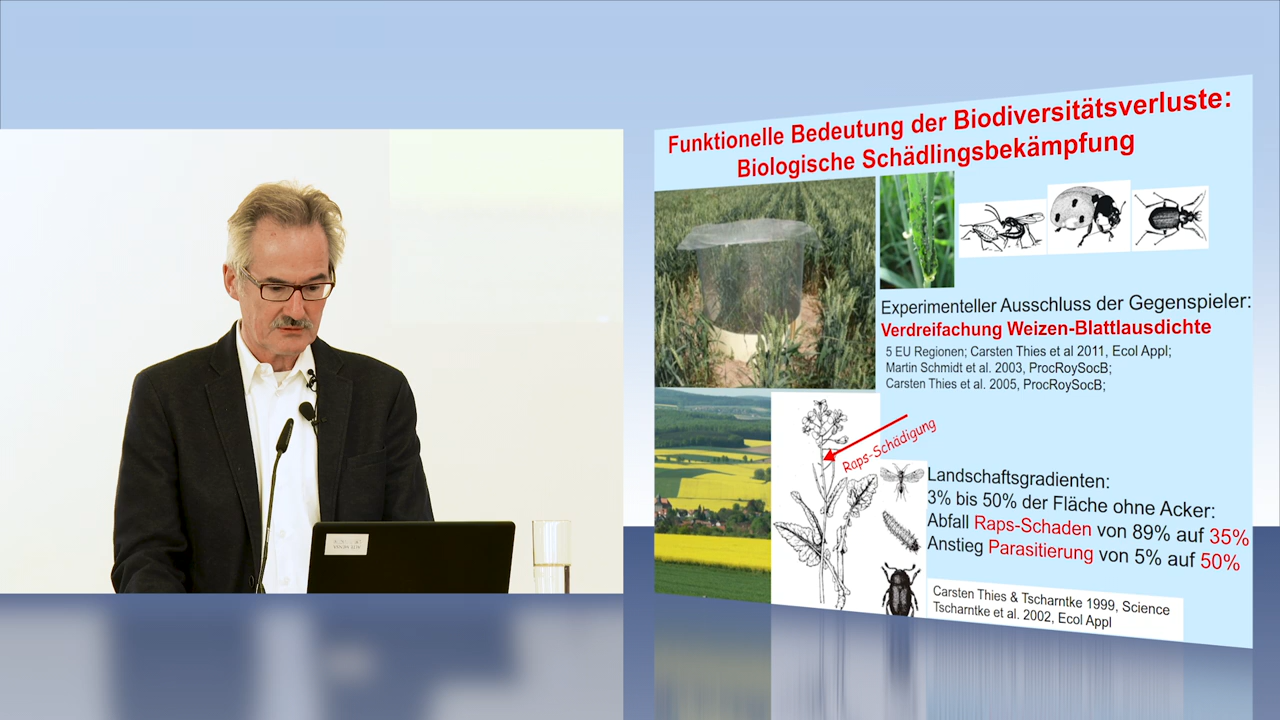 Funktionelle Bedeutung der Biodiversitätsverluste:
Biologische Schädlingsbekämpfung
Experimenteller Ausschluss der Gegenspieler:
Verdreifachung Weizen-Blattlausdichte
5 EU Regionen; Carsten Thies et al 2011, Ecol Appl;
Martin Schmidt et al. 2003, ProcRoySocB;
Carsten Thies et al. 2005, ProcRoySocB;
Raps-Schädigung
Landschaftsgradienten:
3% bis 50% der Fläche ohne Acker:
Abfall Raps-Schaden von 89% auf 35%
Anstieg Parasitierung von 5% auf 50%
Carsten Thies & Tscharntke 1999, Science
Tscharntke et al. 2002, Ecol Appl